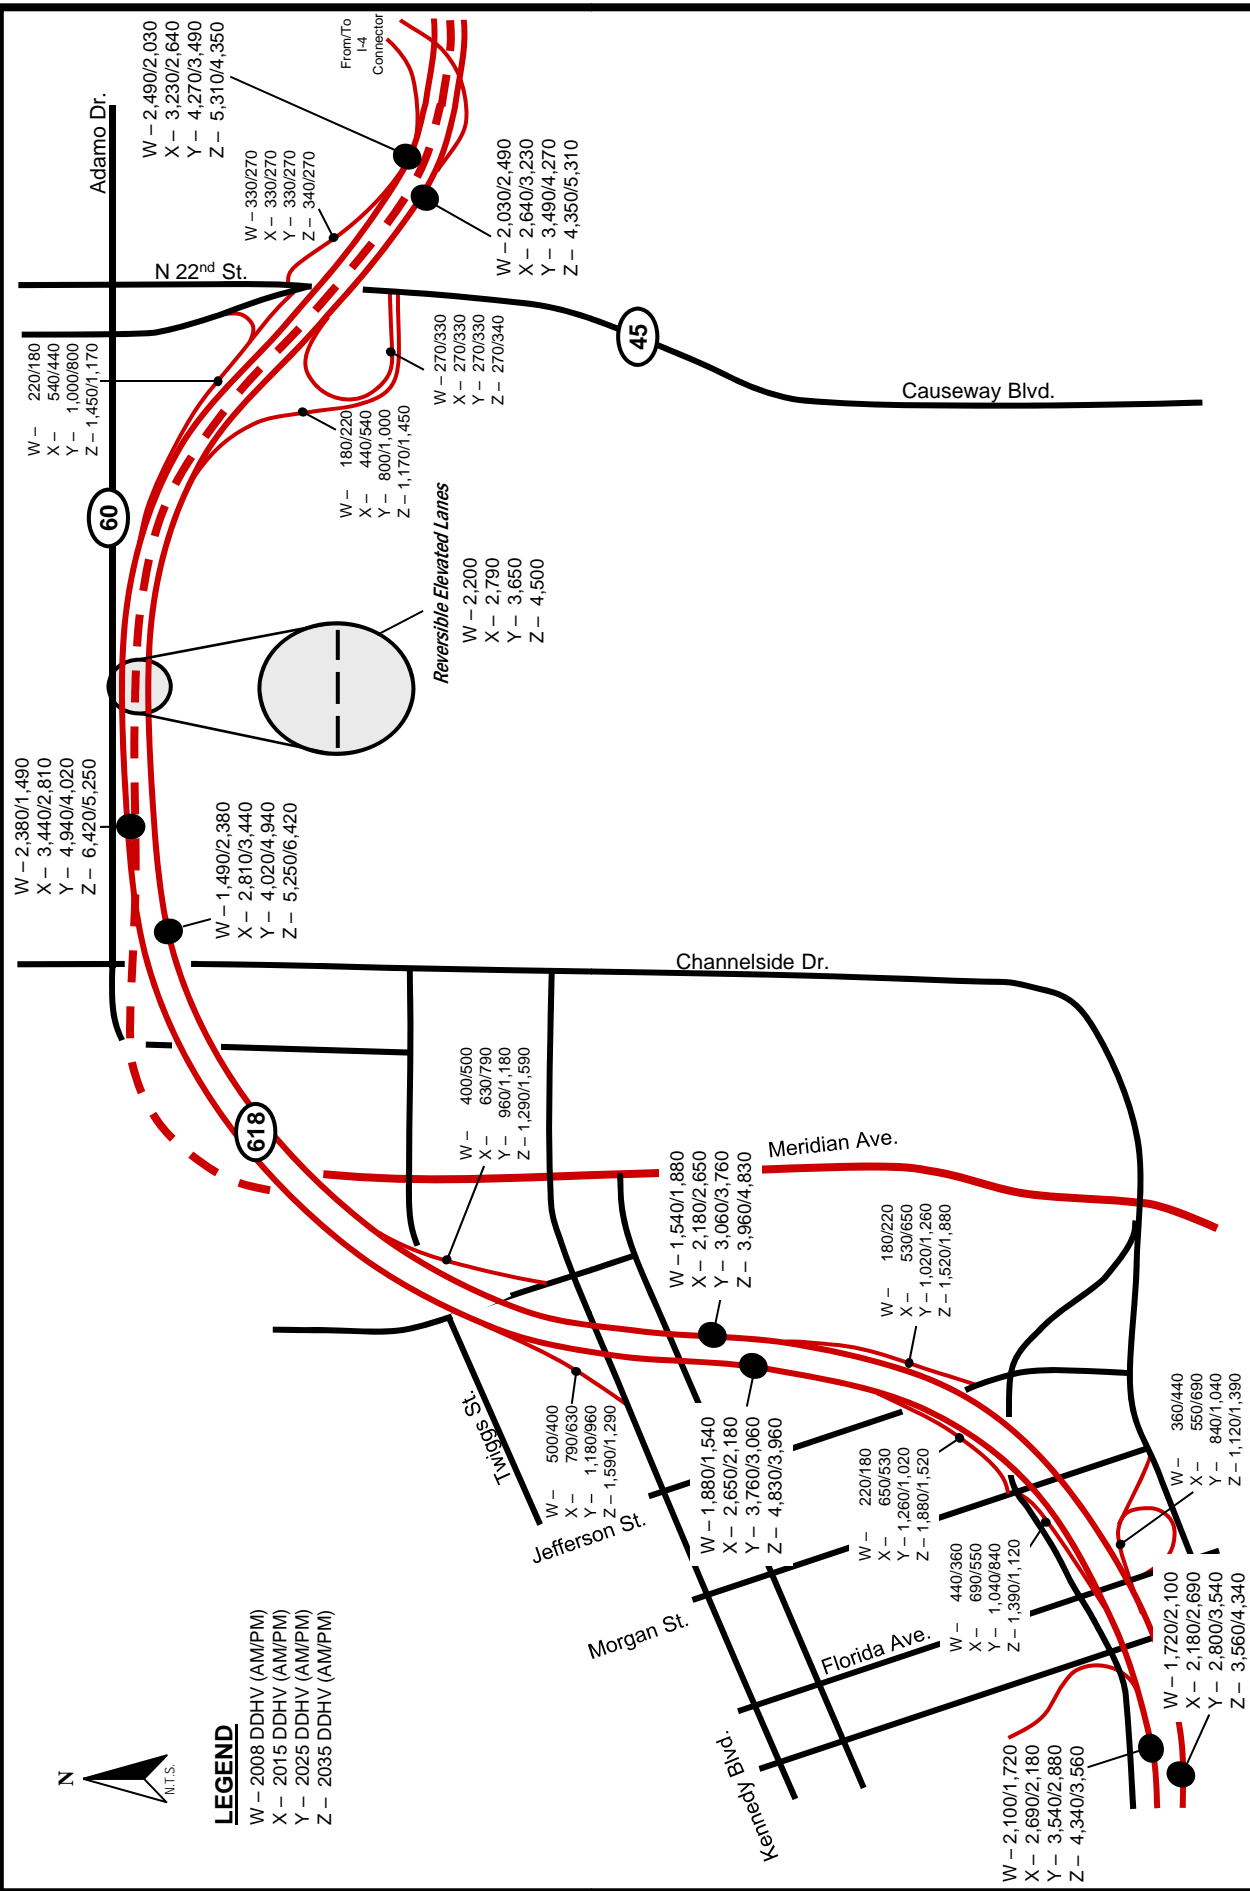 N
N.T.S.
LEGEND
W – 2008 DDHV (AM/PM)
X – 2015 DDHV (AM/PM)
Y – 2025 DDHV (AM/PM)
Z – 2035 DDHV (AM/PM)
W – 2,380/1,490
X – 3,440/2,810
Y – 4,940/4,020
Z – 6,420/5,250
60
W – 220/180
X – 540/440
Y – 1,000/800
Z – 1,450/1,170
Adamo Dr.
W – 2,490/2,030
X – 3,230/2,640
Y – 4,270/3,490
Z – 5,310/4,350
From/To
I-4
Connector
N 22nd St.
W – 330/270
X – 330/270
Y – 330/270
Z – 340/270
W – 1,490/2,380
X – 2,810/3,440
Y – 4,020/4,940
Z – 5,250/6,420
618
Reversible Elevated Lanes
W – 2,200
X – 2,790
Y – 3,650
Z – 4,500
W – 180/220
X – 440/540
Y – 800/1,000
Z – 1,170/1,450
W – 270/330
X – 270/330
Y – 270/330
Z – 270/340
W – 2,030/2,490
X – 2,640/3,230
Y – 3,490/4,270
Z – 4,350/5,310
45
Causeway Blvd.
Channelside Dr.
W – 400/500
X – 630/790
Y – 960/1,180
Z – 1,290/1,590
Twiggs St.
W – 500/400
X – 790/630
Y – 1,180/960
Z – 1,590/1,290
Jefferson St.
Morgan St.
Kennedy Blvd.
Florida Ave.
Meridian Ave.
W – 1,540/1,880
X – 2,180/2,650
Y – 3,060/3,760
Z – 3,960/4,830
W – 1,880/1,540
X – 2,650/2,180
Y – 3,760/3,060
Z – 4,830/3,960
W – 180/220
X – 530/650
Y – 1,020/1,260
Z – 1,520/1,880
W – 220/180
X – 650/530
Y – 1,260/1,020
Z – 1,880/1,520
W – 440/360
X – 690/550
Y – 1,040/840
Z – 1,390/1,120
W – 360/440
X – 550/690
Y – 840/1,040
Z – 1,120/1,390
W – 2,100/1,720
X – 2,690/2,180
Y – 3,540/2,880
Z – 4,340/3,560
W – 1,720/2,100
X – 2,180/2,690
Y – 2,800/3,540
Z – 3,560/4,340